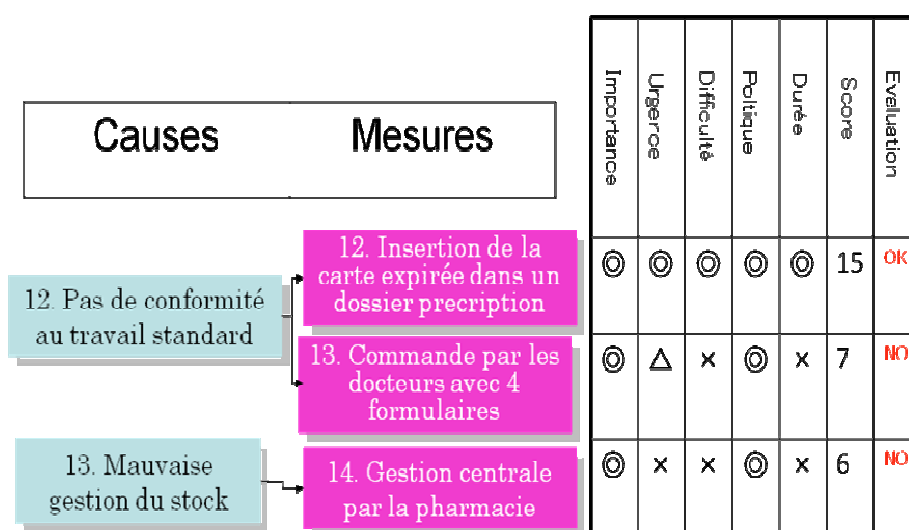 Causes Mesures
Importance
Urgerce
Difficulté
Poltique
Durée
Score
Evaluation
12. Pas de conformité
au travail standard
12. Insertion de la
carte expirée dans un
dossier precription
◎ ◎ ◎ ◎ ◎ 15 OK
13. Commande par les
docteurs avec 4
formulaires
◎ △ × ◎ × 7 NO
13. Mauvaise
gestion du stock
14. Gestion centrale
par la pharmacie
◎ × × ◎ × 6 NO